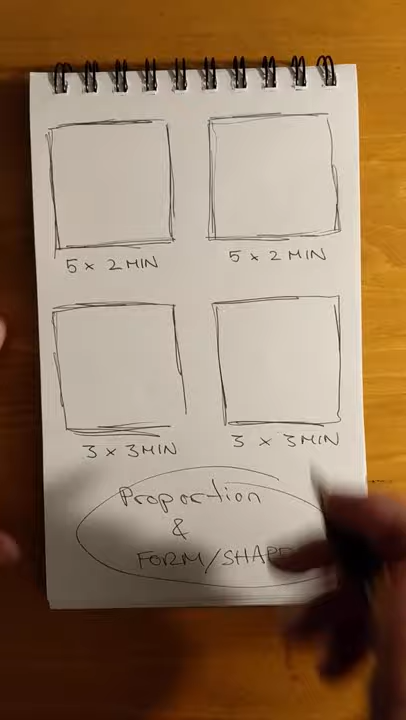 5 x 2 MIN
5 x 2 MIN
3 x 3 MIN
3 x 3 MIN
Proportion
&
FORM/SHAPE